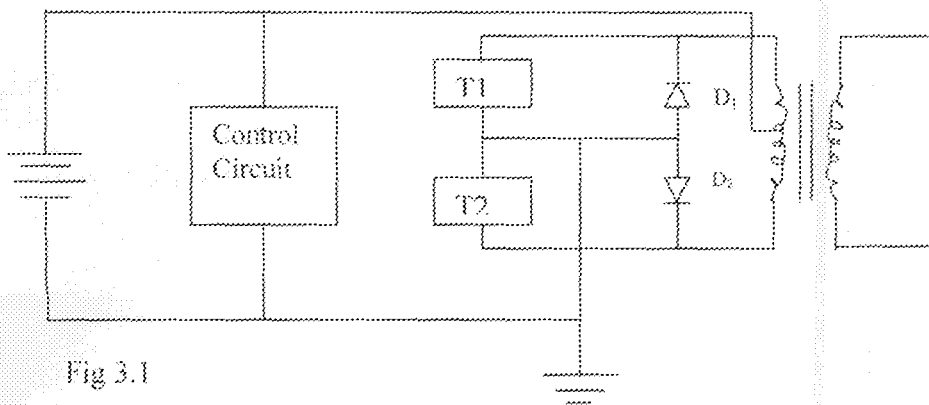 T1
D₁
Control
Circuit
T2
D₂
Fig 3.1